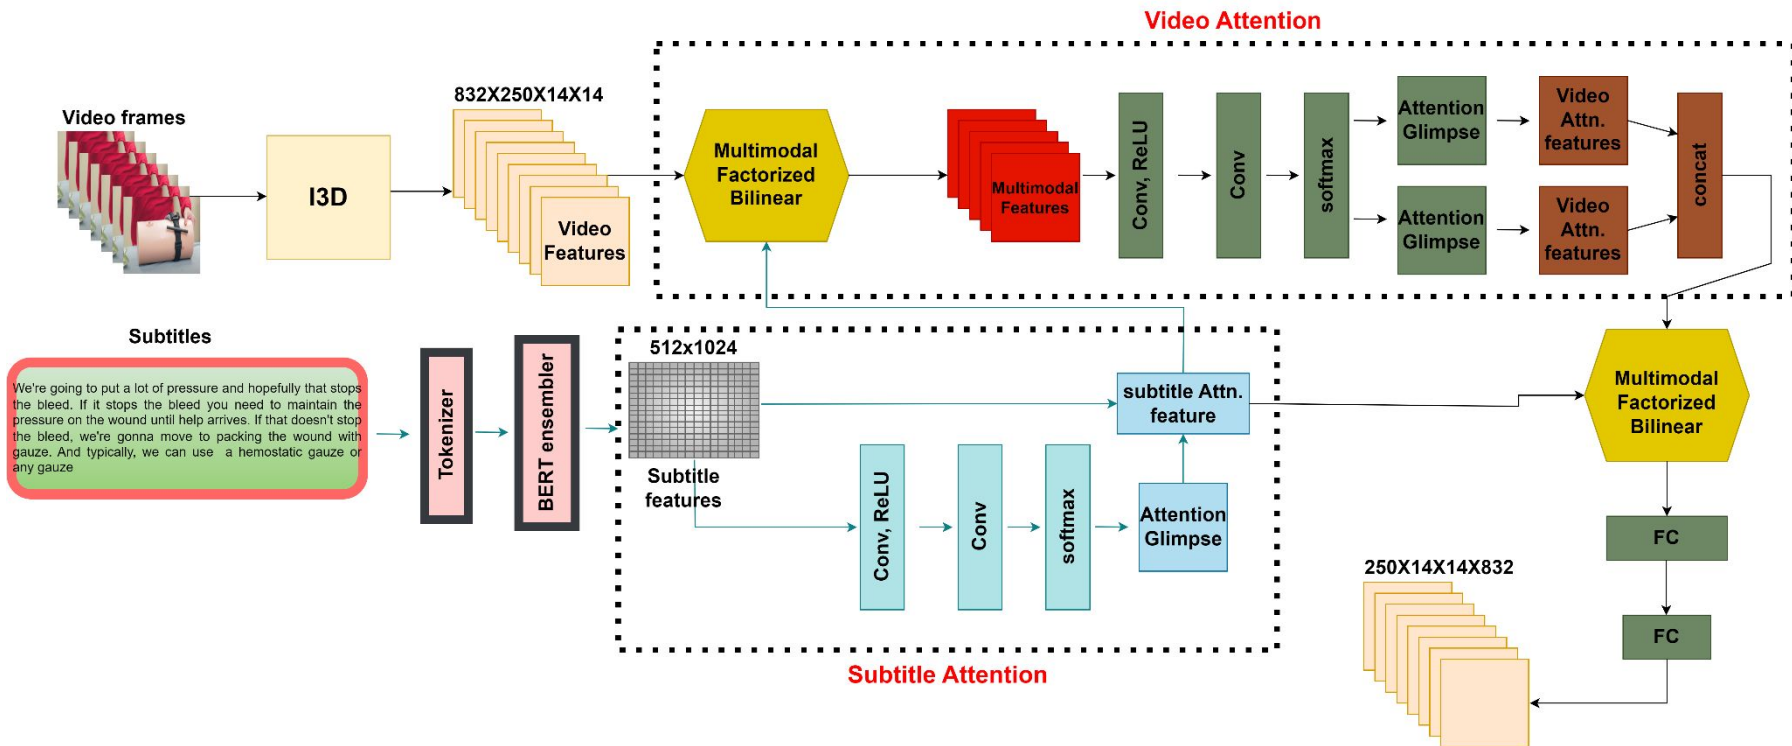 Video Attention
Video frames
I3D
832X250X14X14
Video
Features
Multimodal
Factorized
Bilinear
Multimodal
Features
Conv, ReLU
Conv
softmax
Attention
Glimpse
Video
Attn.
features
Attention
Glimpse
Video
Attn.
features
concat
Subtitles
We're going to put a lot of pressure and hopefully that stops
the bleed. If it stops the bleed you need to maintain the
pressure on the wound until help arrives. If that doesn't stop
the bleed, we're gonna move to packing the wound with
gauze. And typically, we can use a hemostatic gauze or
any gauze
Tokenizer
BERT ensembler
512x1024
Subtitle
features
Conv, ReLU
Conv
softmax
Attention
Glimpse
subtitle Attn.
feature
Subtitle Attention
Multimodal
Factorized
Bilinear
FC
FC
250X14X14X832